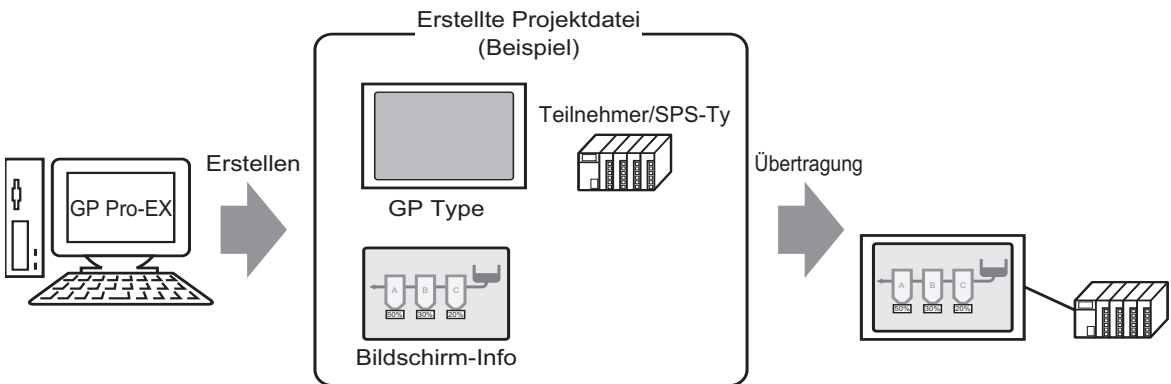 Erstellte Projektdatei
(Beispiel)
Teilnehmer/SPS-Ty
Erstellen
Übertragung
GP Pro-EX
GP Type
A B C
50% 30% 20%
Bildschirm-Info
A B C
50% 30% 20%